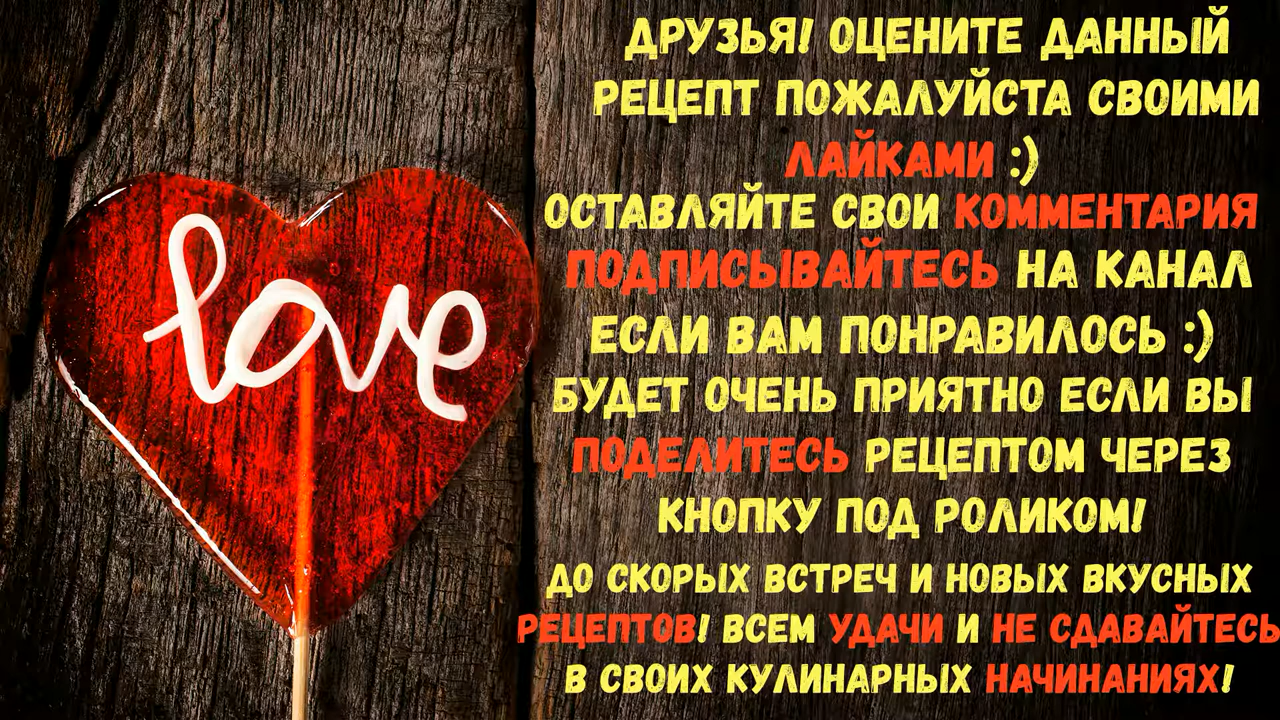 love
ДРУЗЬЯ! ОЦЕНИТЕ ДАННЫЙ
РЕЦЕПТ ПОЖАЛУЙСТА СВОИМИ
ЛАЙКАМИ :)
ОСТАВЛЯЙТЕ СВОИ КОММЕНТАРИЯ
ПОДПИСЫВАЙТЕСЬ НА КАНАЛ
ЕСЛИ ВАМ ПОНРАВИЛОСЬ :)
БУДЕТ ОЧЕНЬ ПРИЯТНО ЕСЛИ ВЫ
ПОДЕЛИТЕСЬ РЕЦЕПТОМ ЧЕРЕЗ
КНОПКУ ПОД РОЛИКОМ!
ДО СКОРЫХ ВСТРЕЧ И НОВЫХ ВКУСНЫХ
РЕЦЕПТОВ! ВСЕМ УДАЧИ И НЕ СДАВАЙТЕСЬ
В СВОИХ КУЛИНАРНЫХ НАЧИНАНИЯХ!